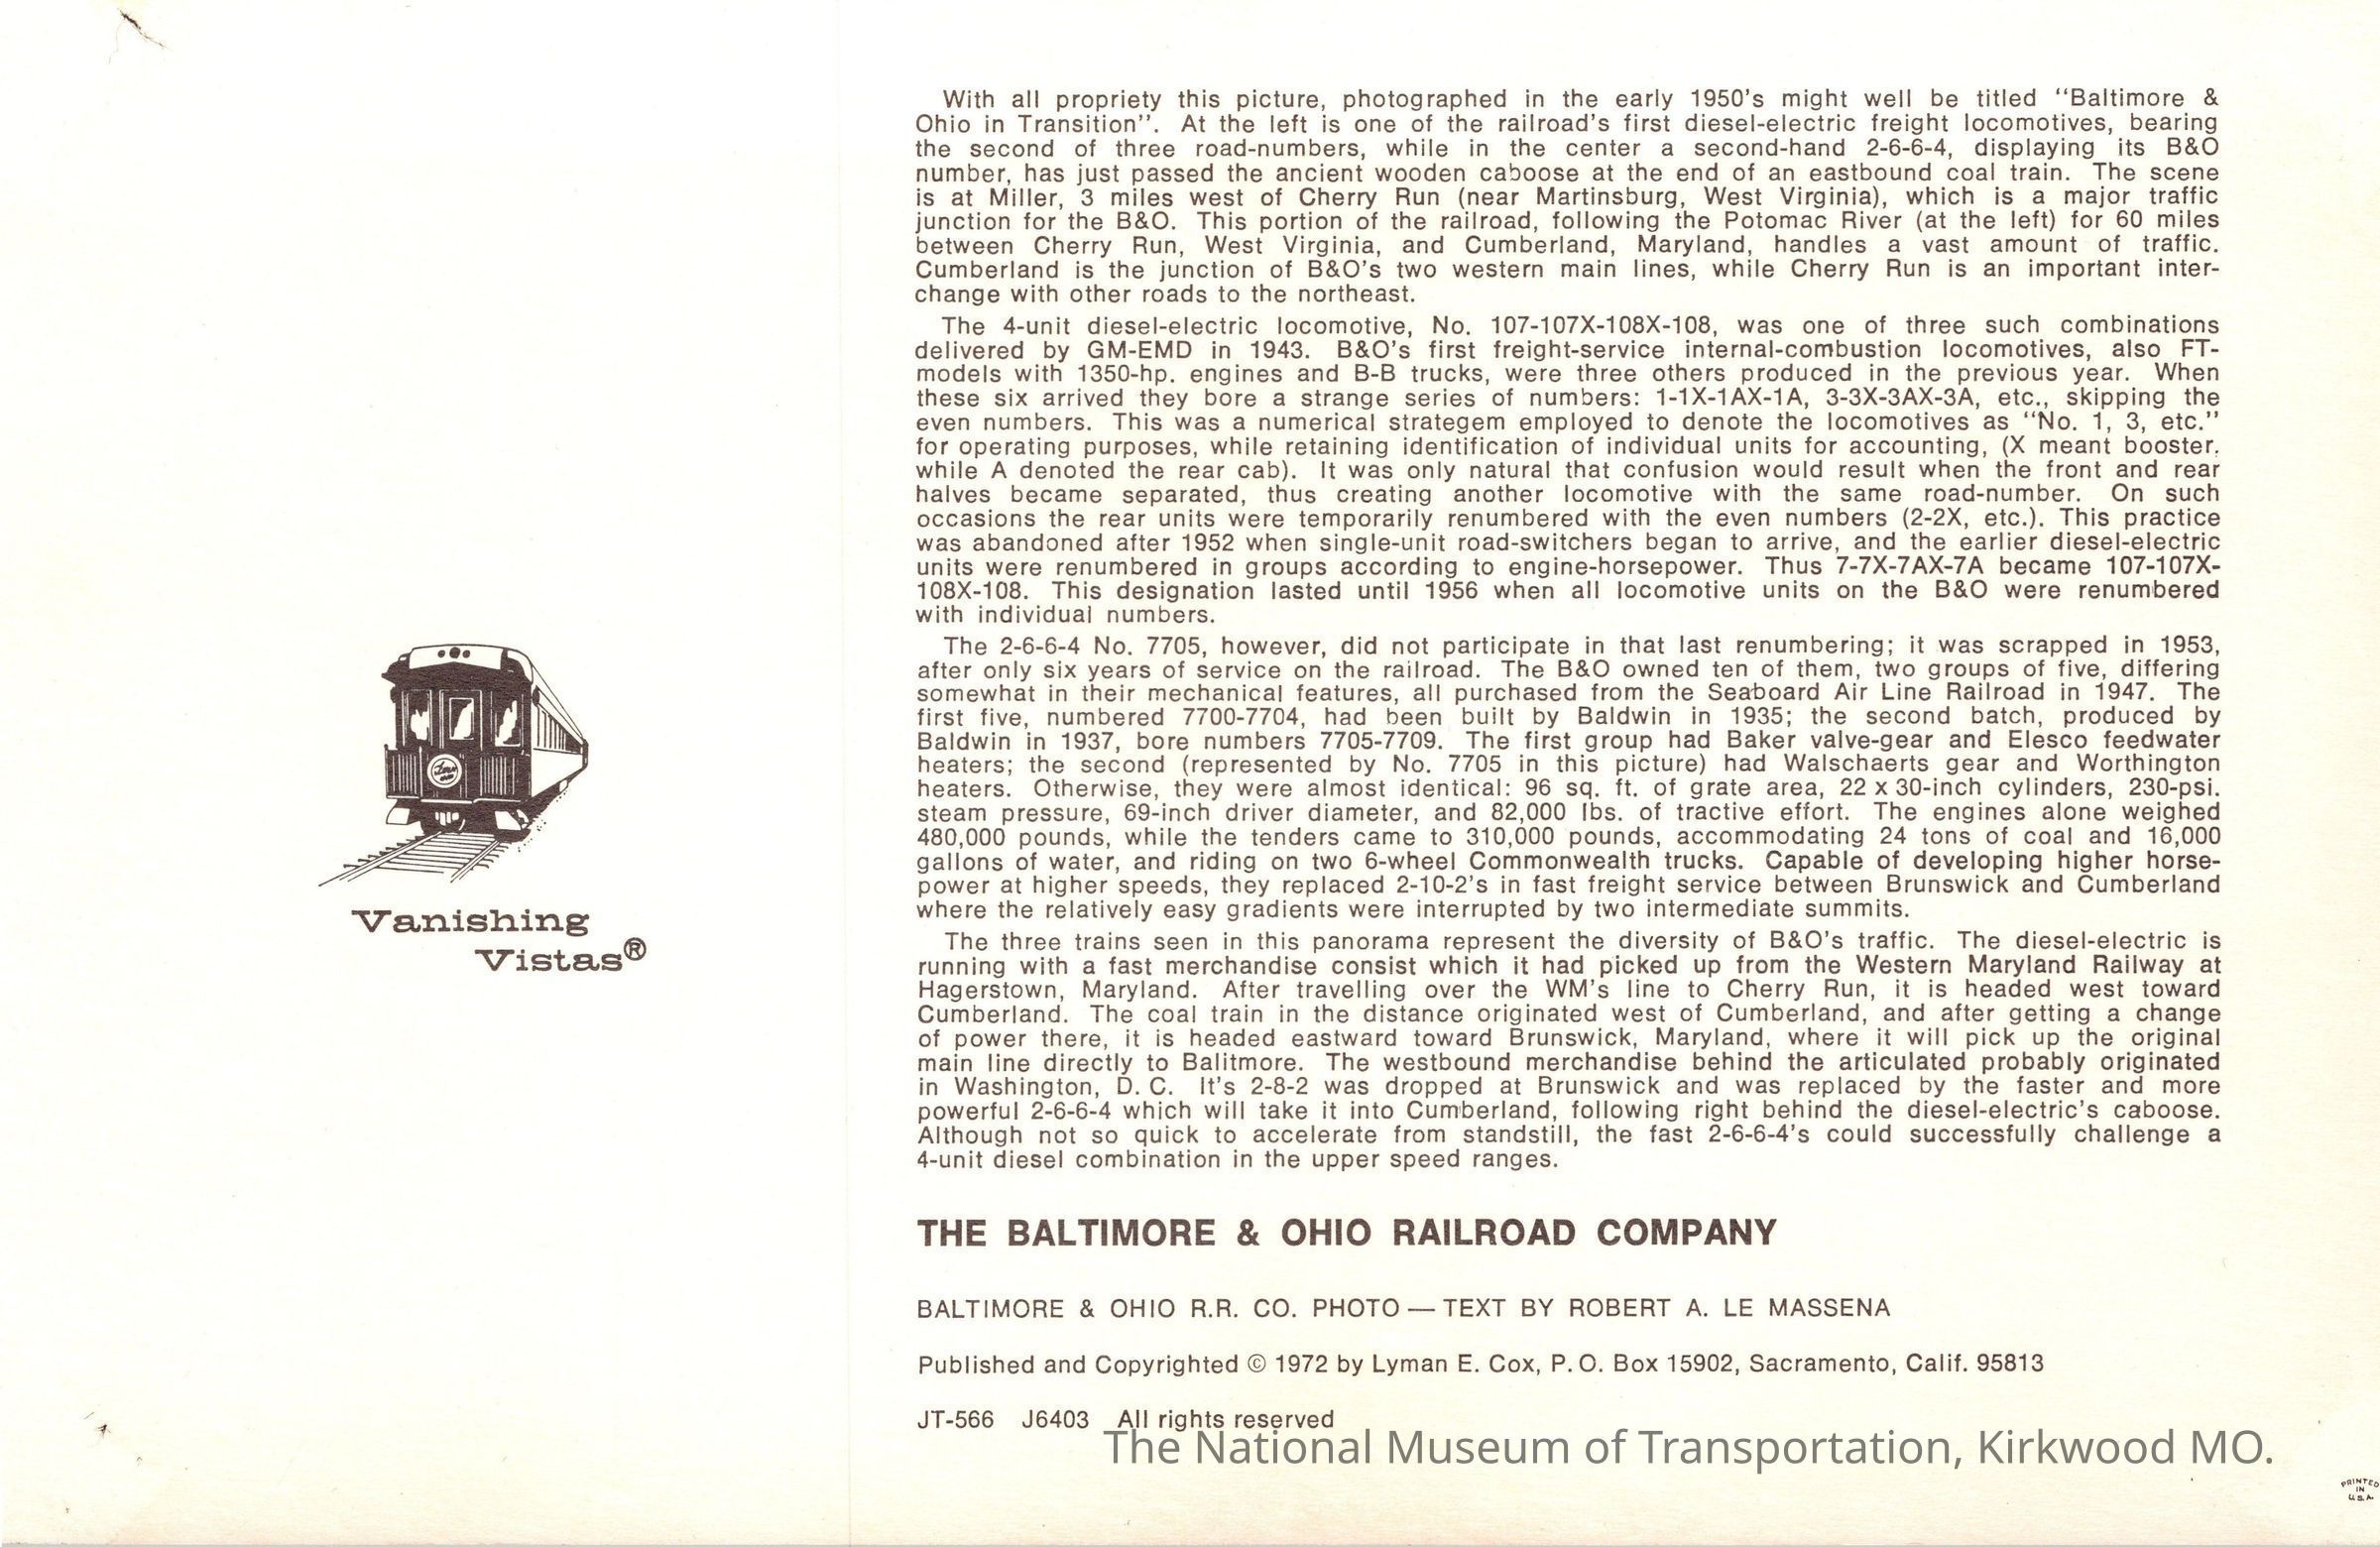 With all propriety this picture, photographed in the early 1950's might well be titled "Baltimore &
Ohio in Transition". At the left is one of the railroad's first diesel-electric freight locomotives, bearing
the second of three road-numbers, while in the center a second-hand 2-6-6-4, displaying its B&O
number, has just passed the ancient wooden caboose at the end of an eastbound coal train. The scene
is at Miller, 3 miles west of Cherry Run (near Martinsburg, West Virginia), which is a major traffic
junction for the B&O. This portion of the railroad, following the Potomac River (at the left) for 60 miles
between Cherry Run, West Virginia, and Cumberland, Maryland, handles a vast amount of traffic.
Cumberland is the junction of B&O's two western main lines, while Cherry Run is an important inter-
change with other roads to the northeast.
The 4-unit diesel-electric locomotive, No. 107-107X-108X-108, was one of three such combinations
delivered by GM-EMD in 1943. B&O's first freight-service internal-combustion locomotives, also FT-
models with 1350-hp. engines and B-B trucks, were three others produced in the previous year. When
these six arrived they bore a strange series of numbers: 1-1X-1AX-1A, 3-3X-3AX-3A, etc., skipping the
even numbers. This was a numerical strategem employed to denote the locomotives as "No. 1, 3, etc."
for operating purposes, while retaining identification of individual units for accounting, (X meant booster,
while A denoted the rear cab). It was only natural that confusion would result when the front and rear
halves became separated, thus creating another locomotive with the same road-number. On such
occasions the rear units were temporarily renumbered with the even numbers (2-2X, etc.). This practice
was abandoned after 1952 when single-unit road-switchers began to arrive, and the earlier diesel-electric
units were renumbered in groups according to engine-horsepower. Thus 7-7X-7AX-7A became 107-107X-
108X-108. This designation lasted until 1956 when all locomotive units on the B&O were renumbered
with individual numbers.
The 2-6-6-4 No. 7705, however, did not participate in that last renumbering; it was scrapped in 1953,
after only six years of service on the railroad. The B&O owned ten of them, two groups of five, differing
somewhat in their mechanical features, all purchased from the Seaboard Air Line Railroad in 1947. The
first five, numbered 7700-7704, had been built by Baldwin in 1935; the second batch, produced by
Baldwin in 1937, bore numbers 7705-7709. The first group had Baker valve-gear and Elesco feedwater
heaters; the second (represented by No. 7705 in this picture) had Walschaerts gear and Worthington
heaters. Otherwise, they were almost identical: 96 sq. ft. of grate area, 22 x 30-inch cylinders, 230-psi.
steam pressure, 69-inch driver diameter, and 82,000 lbs. of tractive effort. The engines alone weighed
480,000 pounds, while the tenders came to 310,000 pounds, accommodating 24 tons of coal and 16,000
gallons of water, and riding on two 6-wheel Commonwealth trucks. Capable of developing higher horse-
power at higher speeds, they replaced 2-10-2's in fast freight service between Brunswick and Cumberland
where the relatively easy gradients were interrupted by two intermediate summits.
The three trains seen in this panorama represent the diversity of B&O's traffic. The diesel-electric is
running with a fast merchandise consist which it had picked up from the Western Maryland Railway at
Hagerstown, Maryland. After travelling over the WM's line to Cherry Run, it is headed west toward
Cumberland. The coal train in the distance originated west of Cumberland, and after getting a change
of power there, it is headed eastward toward Brunswick, Maryland, where it will pick up the original
main line directly to Balitmore. The westbound merchandise behind the articulated probably originated
in Washington, D. C. It's 2-8-2 was dropped at Brunswick and was replaced by the faster and more
powerful 2-6-6-4 which will take it into Cumberland, following right behind the diesel-electric's caboose.
Although not so quick to accelerate from standstill, the fast 2-6-6-4's could successfully challenge a
4-unit diesel combination in the upper speed ranges.
Vanishing
Vistas®
THE BALTIMORE & OHIO RAILROAD COMPANY
BALTIMORE & OHIO R.R. CO. PHOTO — TEXT BY ROBERT A. LE MASSENA
Published and Copyrighted © 1972 by Lyman E. Cox, P. O. Box 15902, Sacramento, Calif. 95813
JT-566 J6403 All rights reserved
The National Museum of Transportation, Kirkwood MO.
PRINTED
IN
U.S.A.